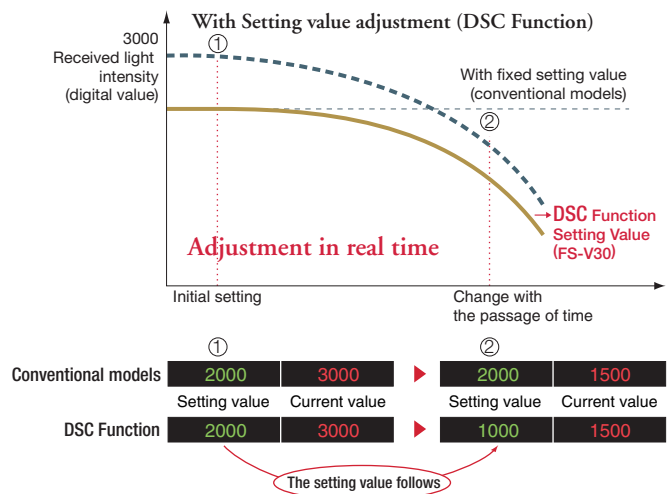 With Setting value adjustment (DSC Function)
3000
Received light
intensity
(digital value)
①
With fixed setting value
(conventional models)
②
DSC Function
Setting Value
(FS-V30)
Adjustment in real time
Initial setting
Change with
the passage of time
① ②
Conventional models 2000 3000 2000 1500
Setting value Current value Setting value Current value
DSC Function 2000 3000 1000 1500
The setting value follows